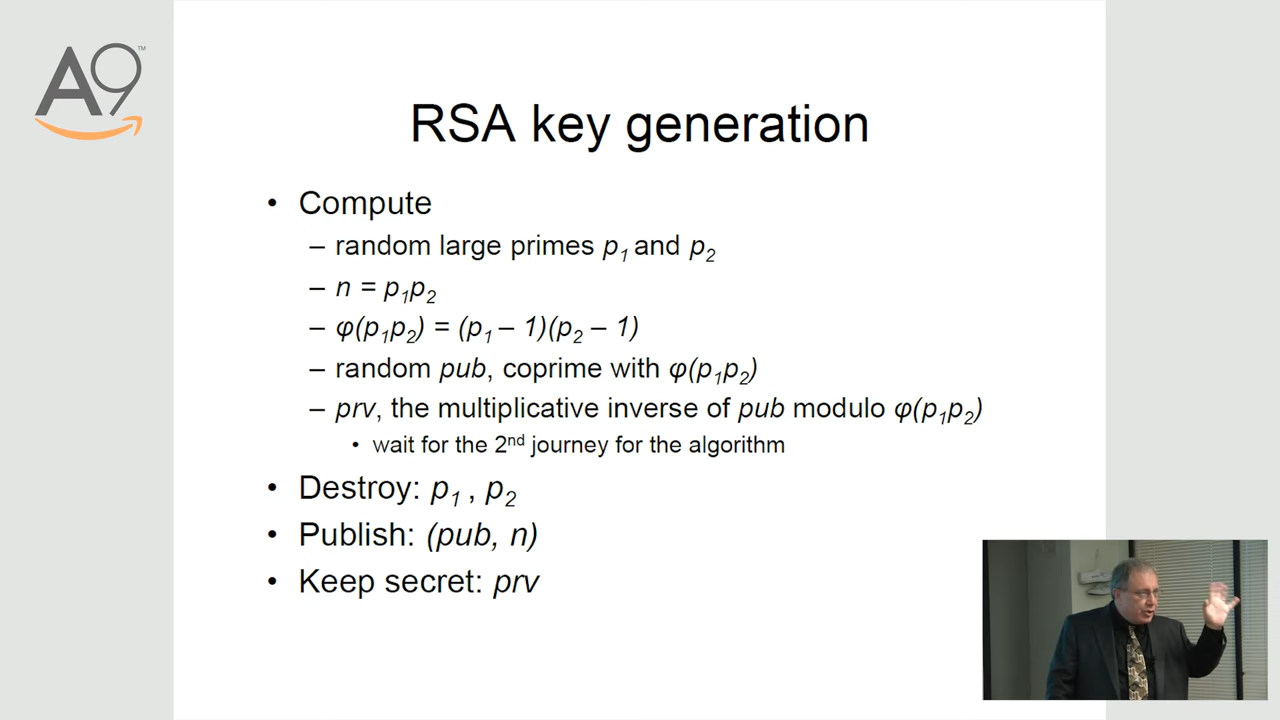 A9™
RSA key generation
• Compute
– random large primes p₁ and p₂
– n = p₁p₂
– φ(p₁p₂) = (p₁ – 1)(p₂ – 1)
– random pub, coprime with φ(p₁p₂)
– prv, the multiplicative inverse of pub modulo φ(p₁p₂)
• wait for the 2nd journey for the algorithm
• Destroy: p₁ , p₂
• Publish: (pub, n)
• Keep secret: prv